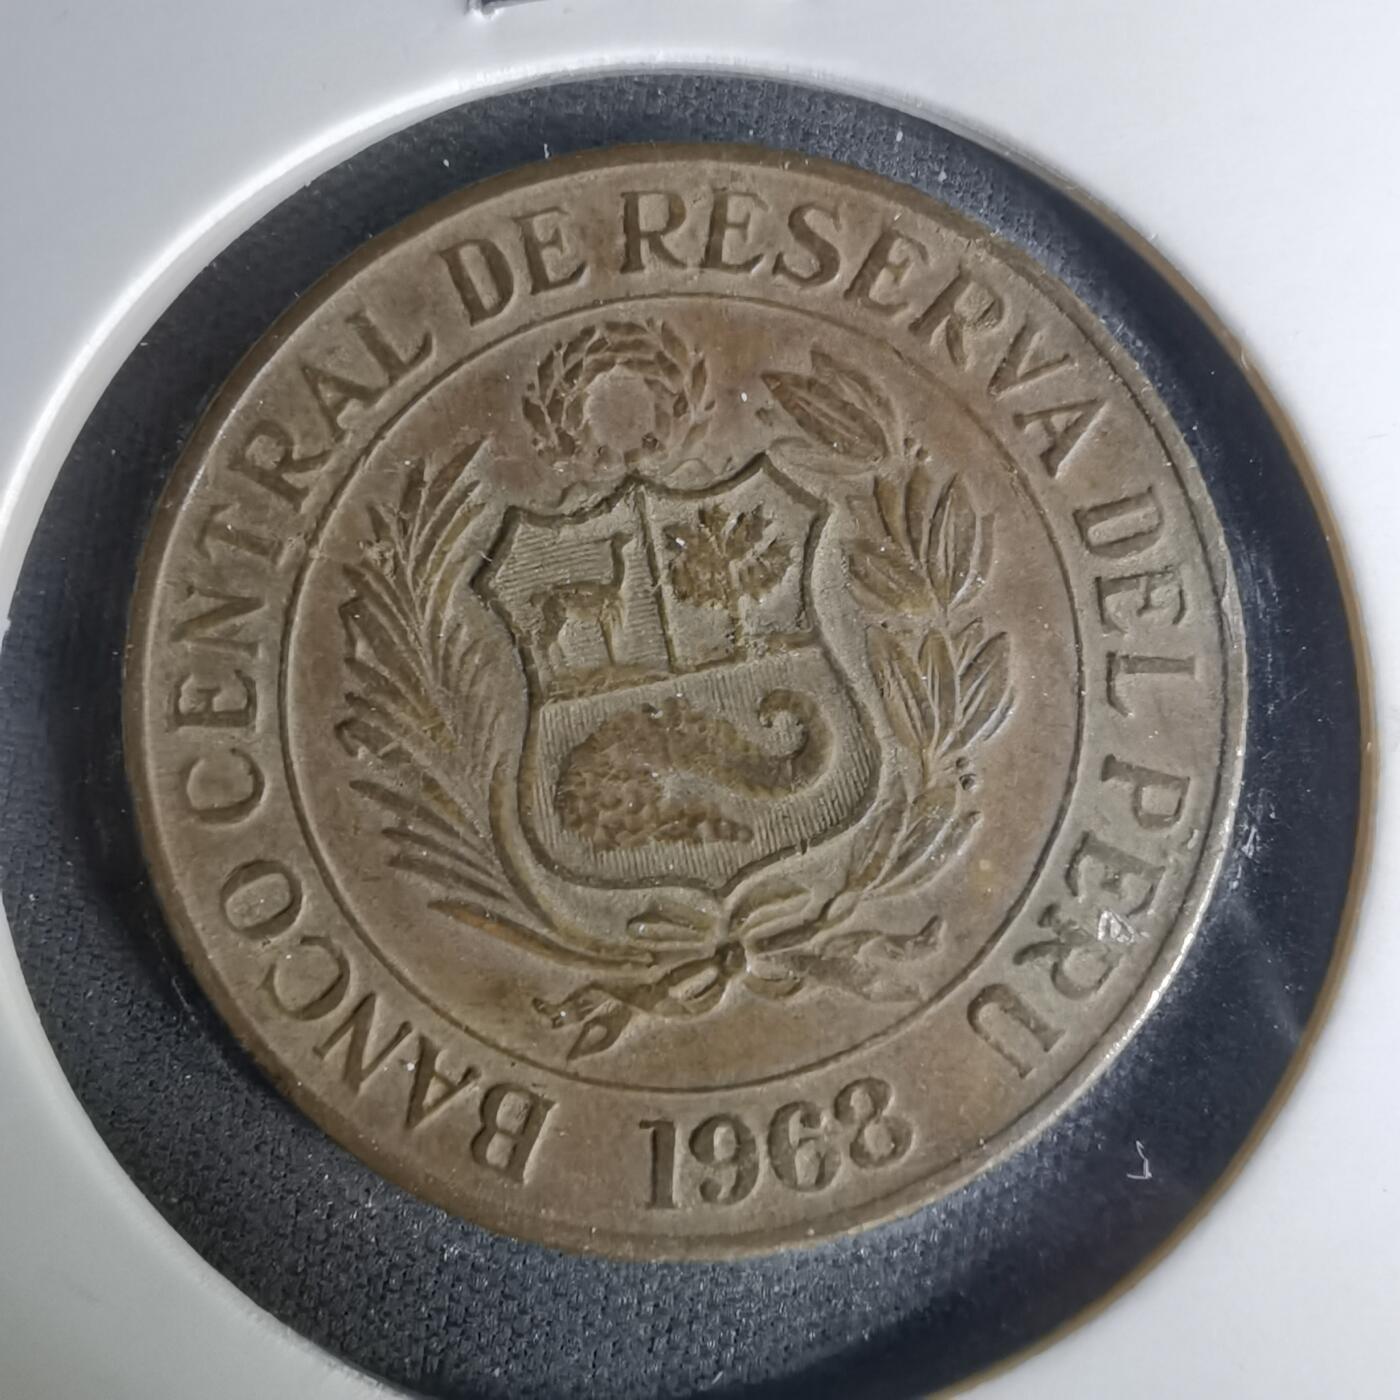 BANCO CENTRAL DE RESERVA DEL PERU
1968